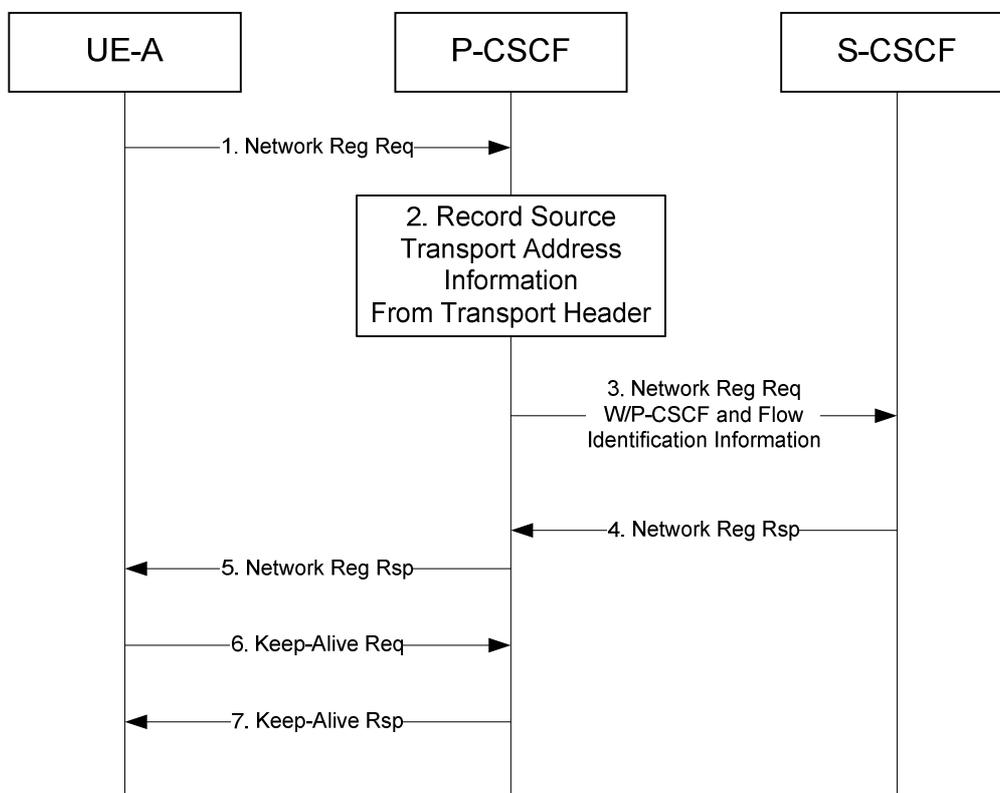 UE-A
P-CSCF
S-CSCF
1. Network Reg Req
2. Record Source
Transport Address
Information
From Transport Header
3. Network Reg Req
W/P-CSCF and Flow
Identification Information
4. Network Reg Rsp
5. Network Reg Rsp
6. Keep-Alive Req
7. Keep-Alive Rsp